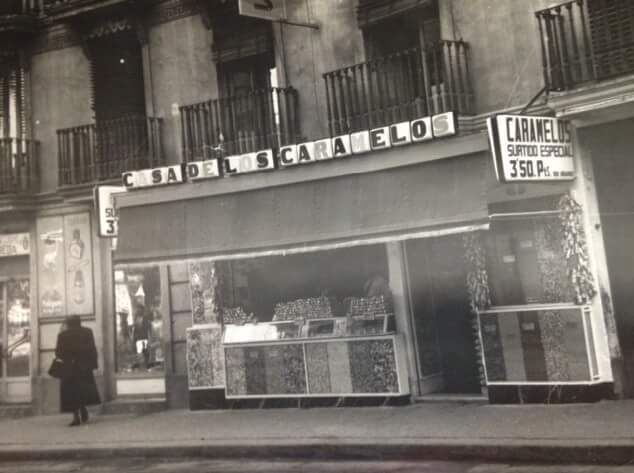 CASA DE LOS CARAMELOS
CARAMELOS
SURTIDO ESPECIAL
3'50. Pts.